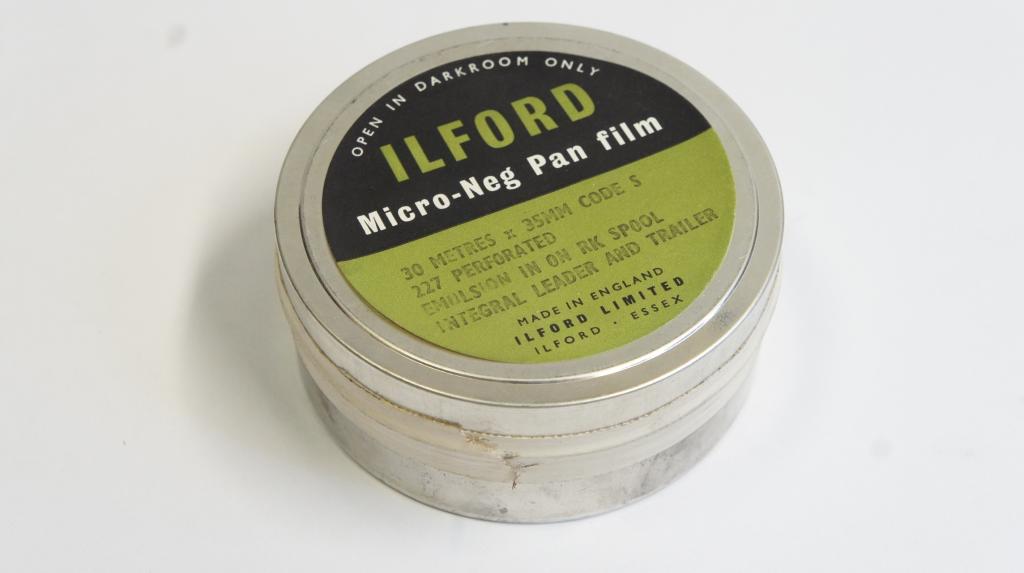 OPEN IN DARKROOM ONLY
ILFORD
Micro-Neg Pan film
30 METRES x 35MM CODE S
227 PERFORATED
EMULSION IN ON RK SPOOL
INTEGRAL LEADER AND TRAILER
MADE IN ENGLAND
ILFORD LIMITED
ILFORD · ESSEX